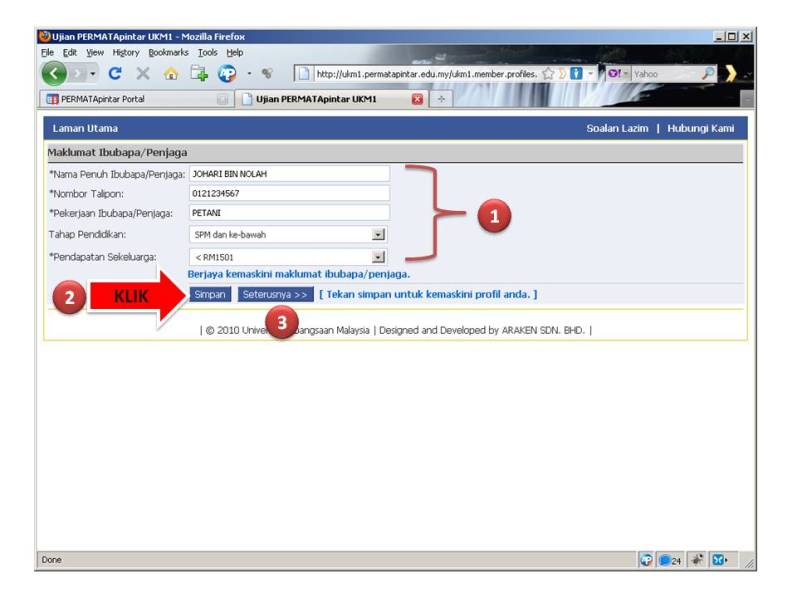 Ujian PERMATApintar UKM1 - Mozilla Firefox
File Edit View History Bookmarks Tools Help
http://ukm1.permatapintar.edu.my/ukm1.member.profiles.
Yahoo
PERMATApintar Portal
Ujian PERMATApintar UKM1
Laman Utama
Soalan Lazim | Hubungi Kami
Maklumat Ibubapa/Penjaga
*Nama Penuh Ibubapa/Penjaga: JOHARI BIN NOLAH
*Nombor Talipon: 0121234567
*Pekerjaan Ibubapa/Penjaga: PETANI
Tahap Pendidikan: SPM dan ke-bawah
*Pendapatan Sekeluarga: < RM1501
1
Berjaya kemaskini maklumat ibubapa/penjaga.
2 KLIK Simpan Seterusnya >> [ Tekan simpan untuk kemaskini profil anda. ]
3
| © 2010 Malaysia | Designed and Developed by ARAKEN SDN. BHD. |
Done
24